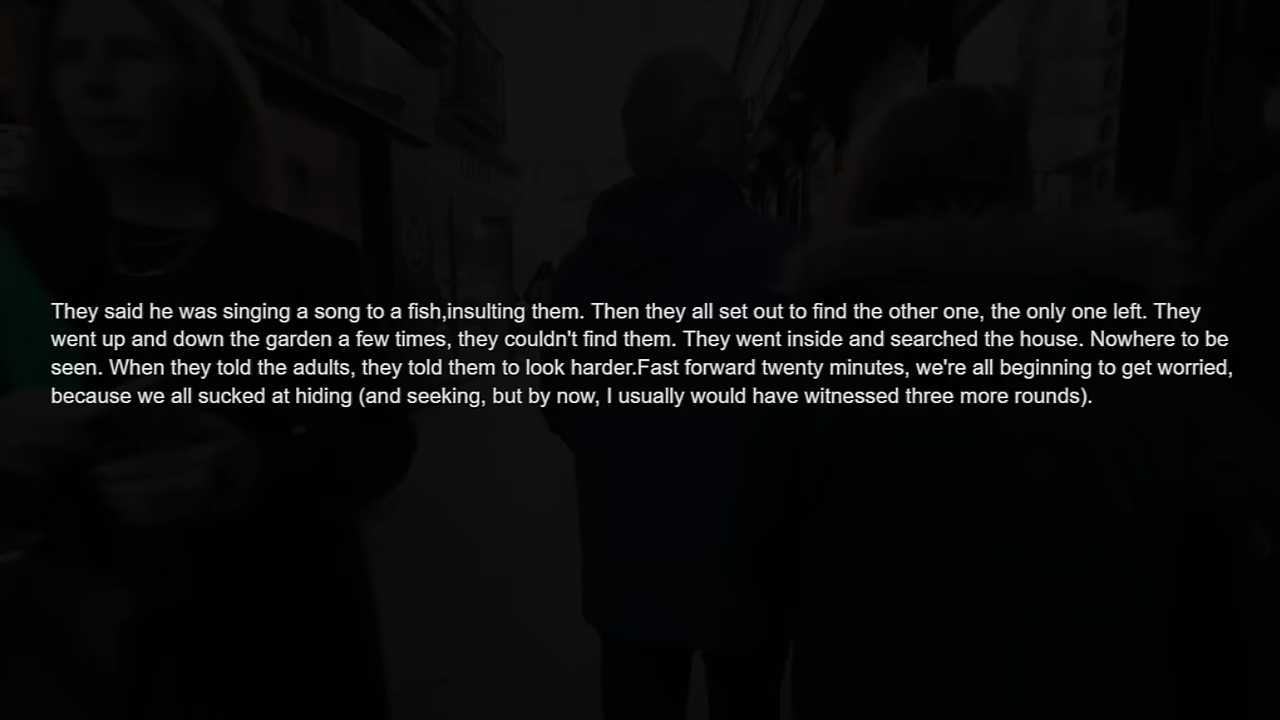 They said he was singing a song to a fish,insulting them. Then they all set out to find the other one, the only one left. They
went up and down the garden a few times, they couldn't find them. They went inside and searched the house. Nowhere to be
seen. When they told the adults, they told them to look harder.Fast forward twenty minutes, we're all beginning to get worried,
because we all sucked at hiding (and seeking, but by now, I usually would have witnessed three more rounds).